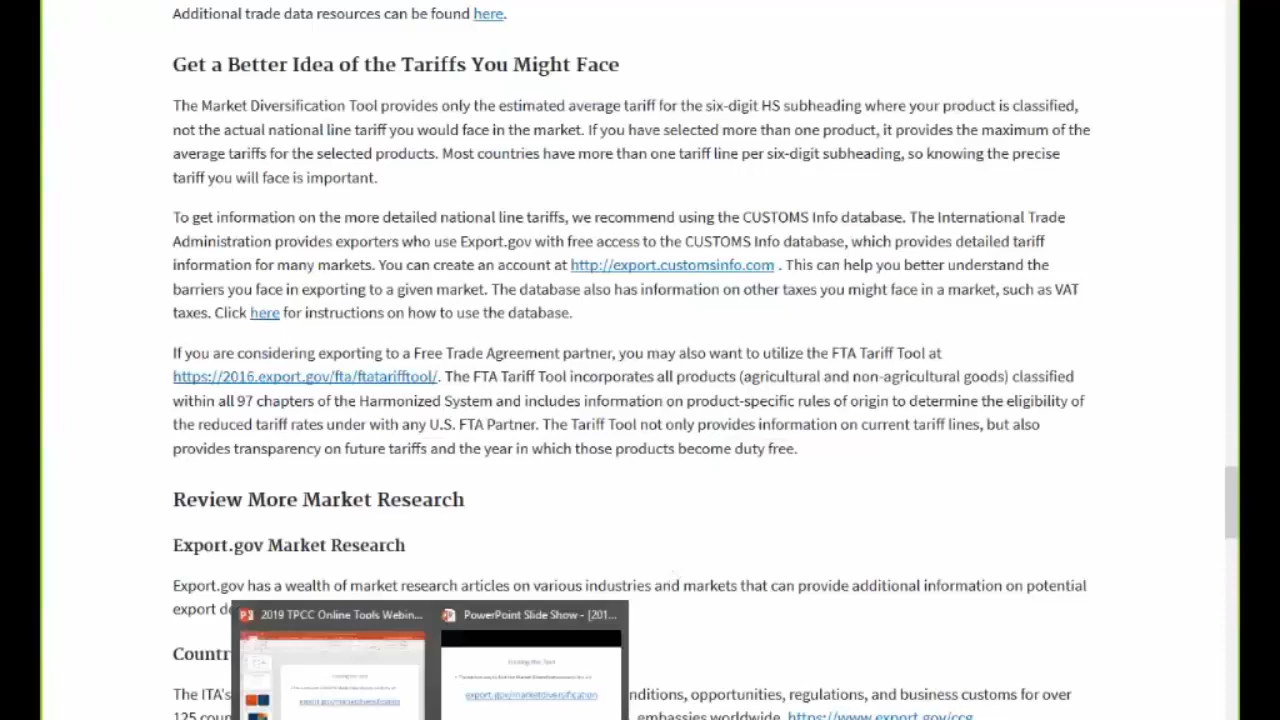 Additional trade data resources can be found here.
Get a Better Idea of the Tariffs You Might Face
The Market Diversification Tool provides only the estimated average tariff for the six-digit HS subheading where your product is classified,
not the actual national line tariff you would face in the market. If you have selected more than one product, it provides the maximum of the
average tariffs for the selected products. Most countries have more than one tariff line per six-digit subheading, so knowing the precise
tariff you will face is important.
To get information on the more detailed national line tariffs, we recommend using the CUSTOMS Info database. The International Trade
Administration provides exporters who use Export.gov with free access to the CUSTOMS Info database, which provides detailed tariff
information for many markets. You can create an account at http://export.customsinfo.com . This can help you better understand the
barriers you face in exporting to a given market. The database also has information on other taxes you might face in a market, such as VAT
taxes. Click here for instructions on how to use the database.
If you are considering exporting to a Free Trade Agreement partner, you may also want to utilize the FTA Tariff Tool at
https://2016.export.gov/fta/ftatarifftool/. The FTA Tariff Tool incorporates all products (agricultural and non-agricultural goods) classified
within all 97 chapters of the Harmonized System and includes information on product-specific rules of origin to determine the eligibility of
the reduced tariff rates under with any U.S. FTA Partner. The Tariff Tool not only provides information on current tariff lines, but also
provides transparency on future tariffs and the year in which those products become duty free.
Review More Market Research
Export.gov Market Research
Export.gov has a wealth of market research articles on various industries and markets that can provide additional information on potential
export de
2019 TPCC Online Tools Webin... PowerPoint Slide Show - [201...
Countr
Finding the Tool
export.gov/marketdiversification
export.gov/marketdiversification
The ITA's nditions, opportunities, regulations, and business customs for over
125 coun embassies worldwide. https://www.export.gov/ccg